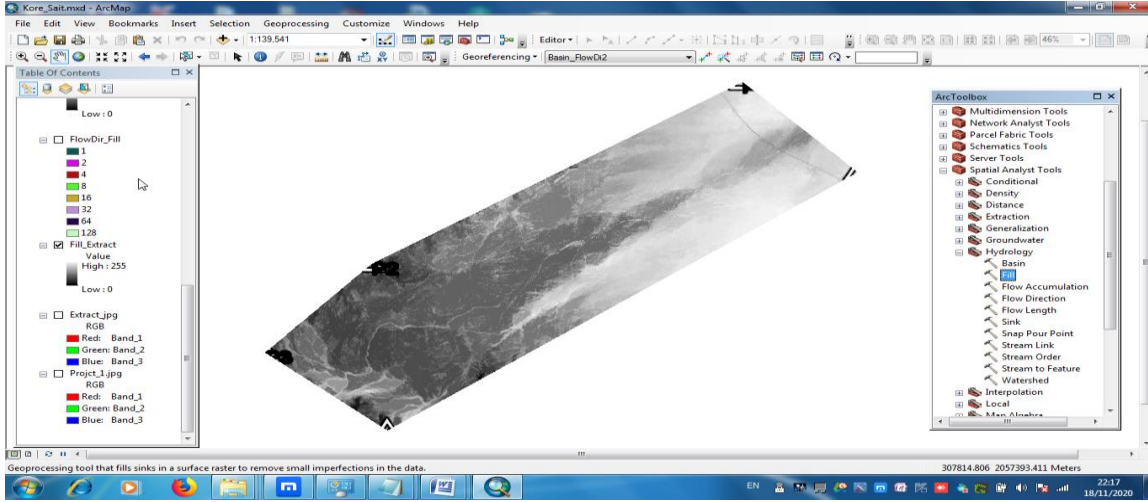 Kore_Sait.mxd - ArcMap
File Edit View Bookmarks Insert Selection Geoprocessing Customize Windows Help
1:139.541 Editor 46%
Georeferencing Basin_FlowDi2
Table Of Contents
Low : 0
FlowDir_Fill
1
2
4
8
16
32
64
128
Fill_Extract
Value
High : 255
Low : 0
Extract_jpg
RGB
Red: Band_1
Green: Band_2
Blue: Band_3
Projct_1.jpg
RGB
Red: Band_1
Green: Band_2
Blue: Band_3
ArcToolbox
Multidimension Tools
Network Analyst Tools
Parcel Fabric Tools
Schematics Tools
Server Tools
Spatial Analyst Tools
Conditional
Density
Distance
Extraction
Generalization
Groundwater
Hydrology
Basin
Fill
Flow Accumulation
Flow Direction
Flow Length
Sink
Snap Pour Point
Stream Link
Stream Order
Stream to Feature
Watershed
Interpolation
Local
Map Algebra
Geoprocessing tool that fills sinks in a surface raster to remove small imperfections in the data.
307814.806 2057393.411 Meters
EN 22:17
18/11/2020